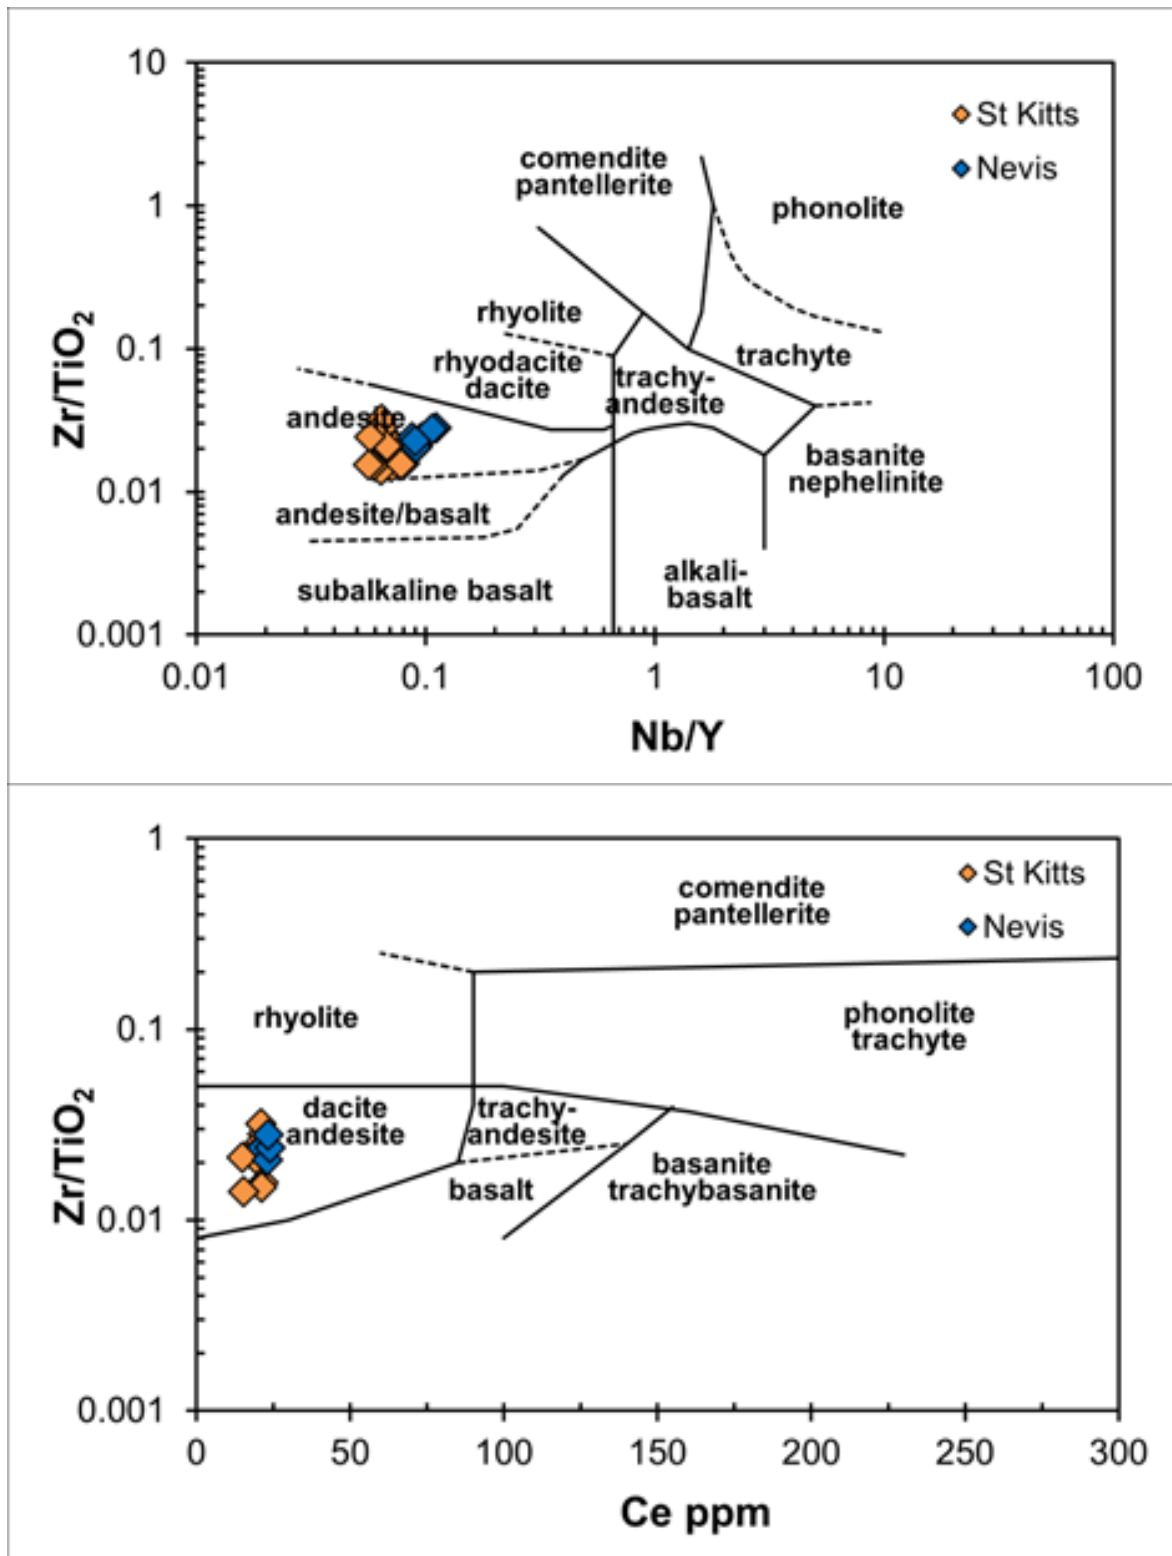 10
St Kitts
comendite
pantellerite
Nevis
1
phonolite
Zr/TiO2
rhyolite
0.1
rhyodacite
dacite
trachyte
trachy-
andesite
andesite
basanite
nephelinite
0.01
andesite/basalt
alkali-
basalt
subalkaline basalt
0.001
0.01
0.1
1
10
100
Nb/Y
1
St Kitts
comendite
pantellerite
Nevis
rhyolite
phonolite
trachyte
0.1
Zr/TiO2
dacite
andesite
trachy-
andesite
basanite
trachybasanite
basalt
0.01
0.001
0
50
100
150
200
250
300
Ce ppm